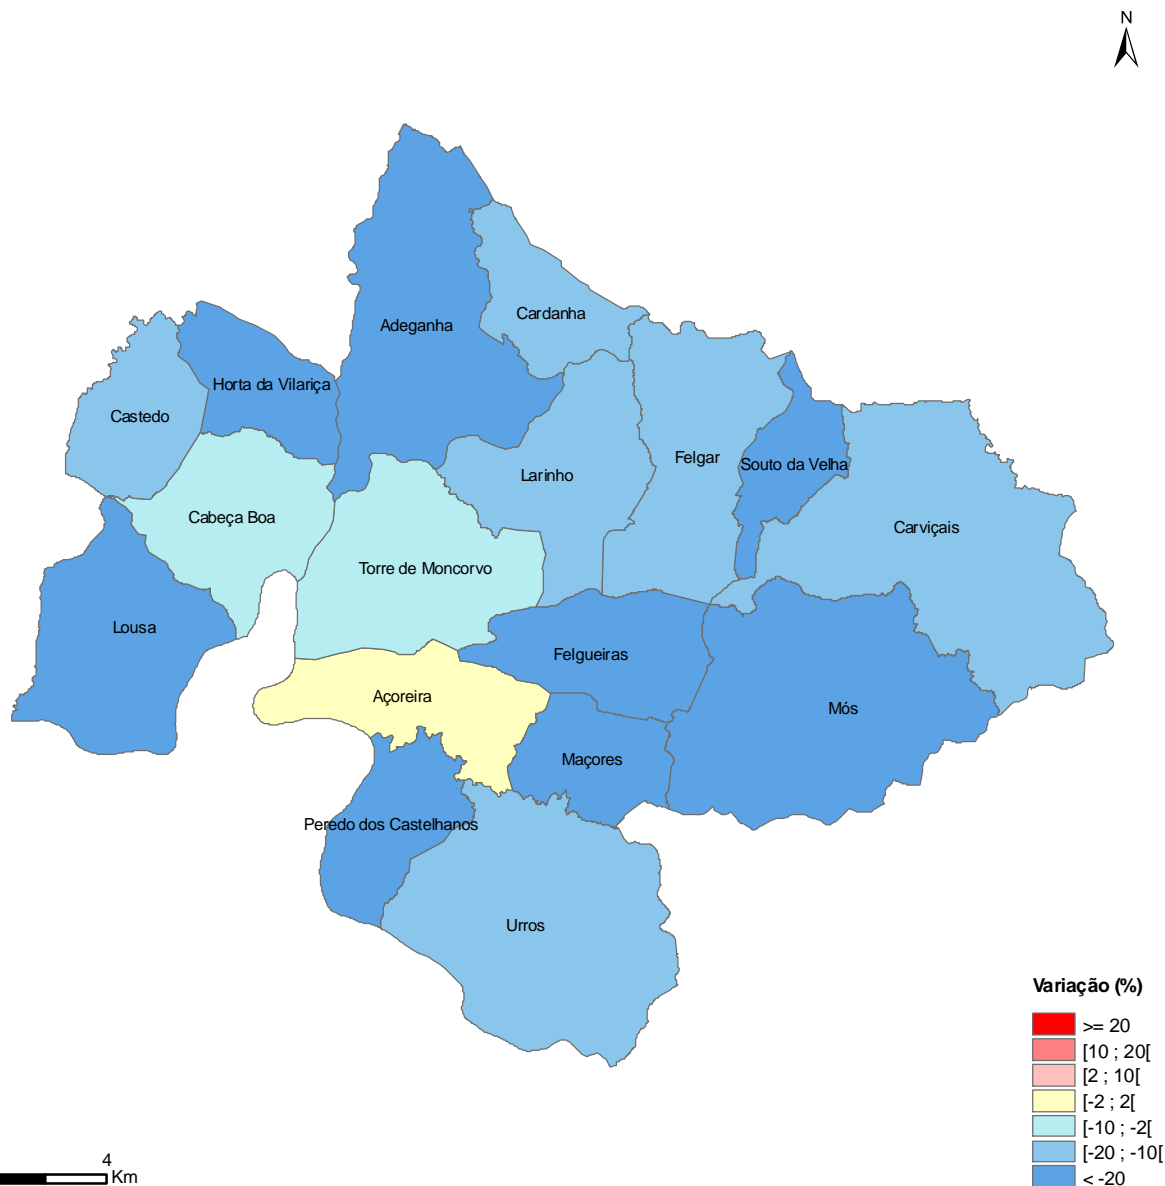 N
Cardanha
Adeganha
Horta da Vilariça
Castedo
Felgar
Souto da Velha
Larinho
Cabeça Boa
Carviçais
Torre de Moncorvo
Lousa
Felgueiras
Açoreira
Mós
Maçores
Peredo dos Castelhanos
Urros
Variação (%)
>= 20
[10 ; 20[
[2 ; 10[
[-2 ; 2[
[-10 ; -2[
[-20 ; -10[
< -20
4
Km